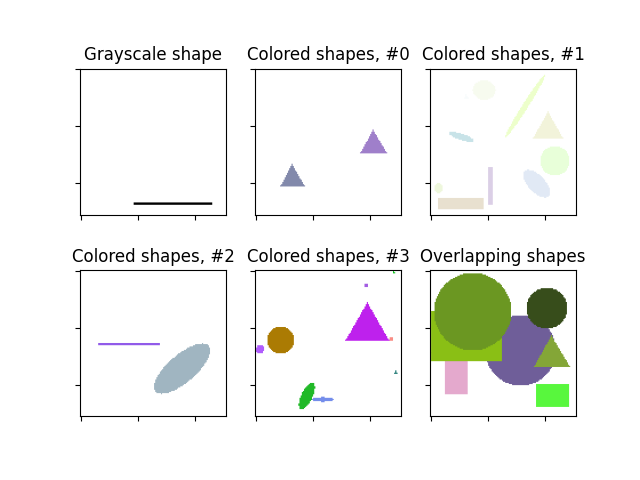 Grayscale shape
Colored shapes, #0
Colored shapes, #1
Colored shapes, #2
Colored shapes, #3
Overlapping shapes